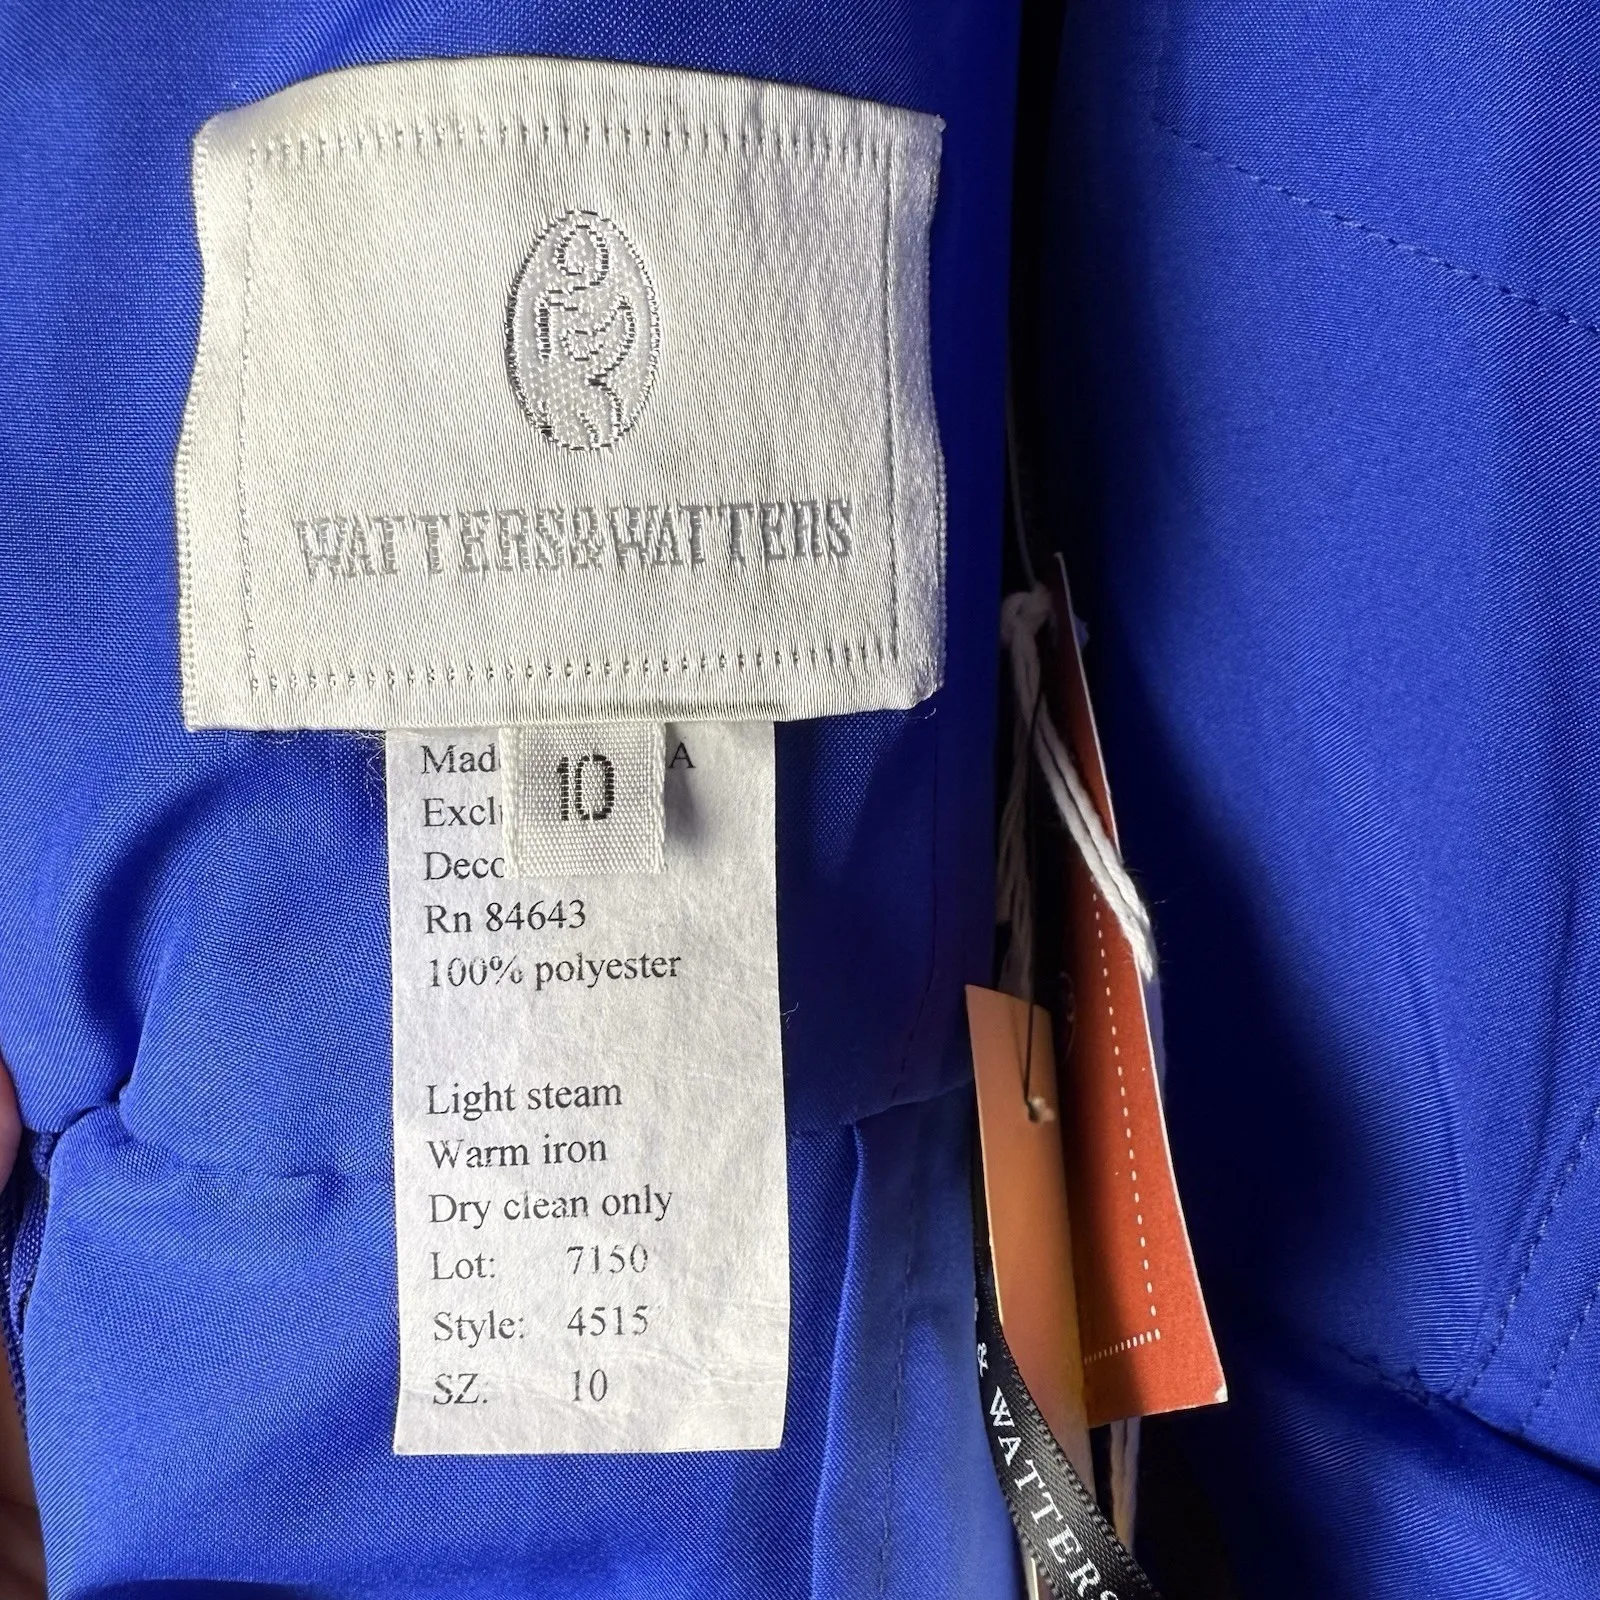 WATTERS&WATTERS
10
Mad A
Excl
Deco
Rn 84643
100% polyester
Light steam
Warm iron
Dry clean only
Lot: 7150
Style: 4515
SZ. 10
& WATTERS